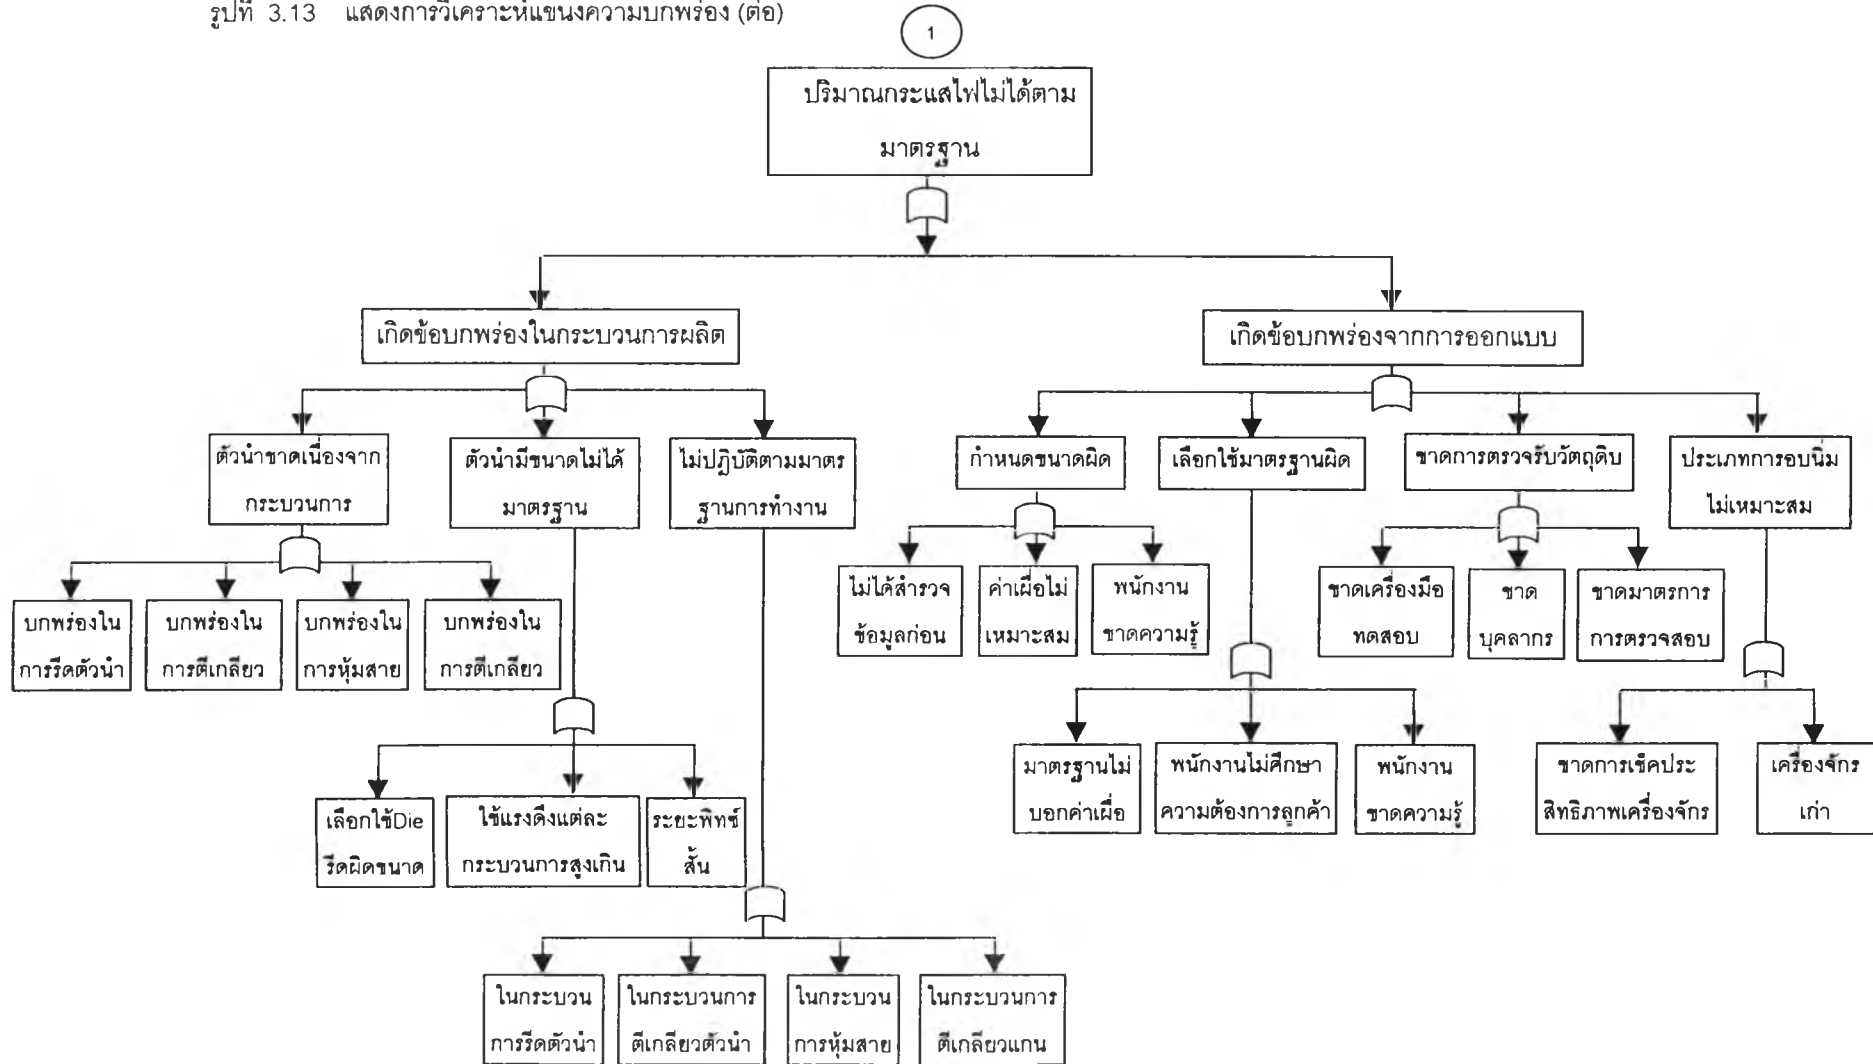 รูปที่ 3.13 แสดงการวิเคราะห์แขนงความบกพร่อง (ต่อ)
1
ปริมาณกระแสไฟไม่ได้ตาม
มาตรฐาน
เกิดข้อบกพร่องในกระบวนการผลิต
เกิดข้อบกพร่องจากการออกแบบ
ตัวนำขาดเนื่องจาก
กระบวนการ
ตัวนำมีขนาดไม่ได้
มาตรฐาน
ไม่ปฏิบัติตามมาตร
ฐานการทำงาน
กำหนดขนาดผิด
เลือกใช้มาตรฐานผิด
ขาดการตรวจรับวัตถุดิบ
ประเภทการอบนิ่ม
ไม่เหมาะสม
บกพร่องใน
การรีดตัวนำ
บกพร่องใน
การตีเกลียว
บกพร่องใน
การหุ้มสาย
บกพร่องใน
การตีเกลียว
ไม่ได้สำรวจ
ข้อมูลก่อน
ค่าเผื่อไม่
เหมาะสม
พนักงาน
ขาดความรู้
ขาดเครื่องมือ
ทดสอบ
ขาด
บุคลากร
ขาดมาตรการ
การตรวจสอบ
เลือกใช้Die
รีดผิดขนาด
ใช้แรงดึงแต่ละ
กระบวนการสูงเกิน
ระยะพิทช์
สั้น
มาตรฐานไม่
บอกค่าเผื่อ
พนักงานไม่ศึกษา
ความต้องการลูกค้า
พนักงาน
ขาดความรู้
ขาดการเช็คประ
สิทธิภาพเครื่องจักร
เครื่องจักร
เก่า
ในกระบวน
การรีดตัวนำ
ในกระบวนการ
ตีเกลียวตัวนำ
ในกระบวน
การหุ้มสาย
ในกระบวนการ
ตีเกลียวแกน